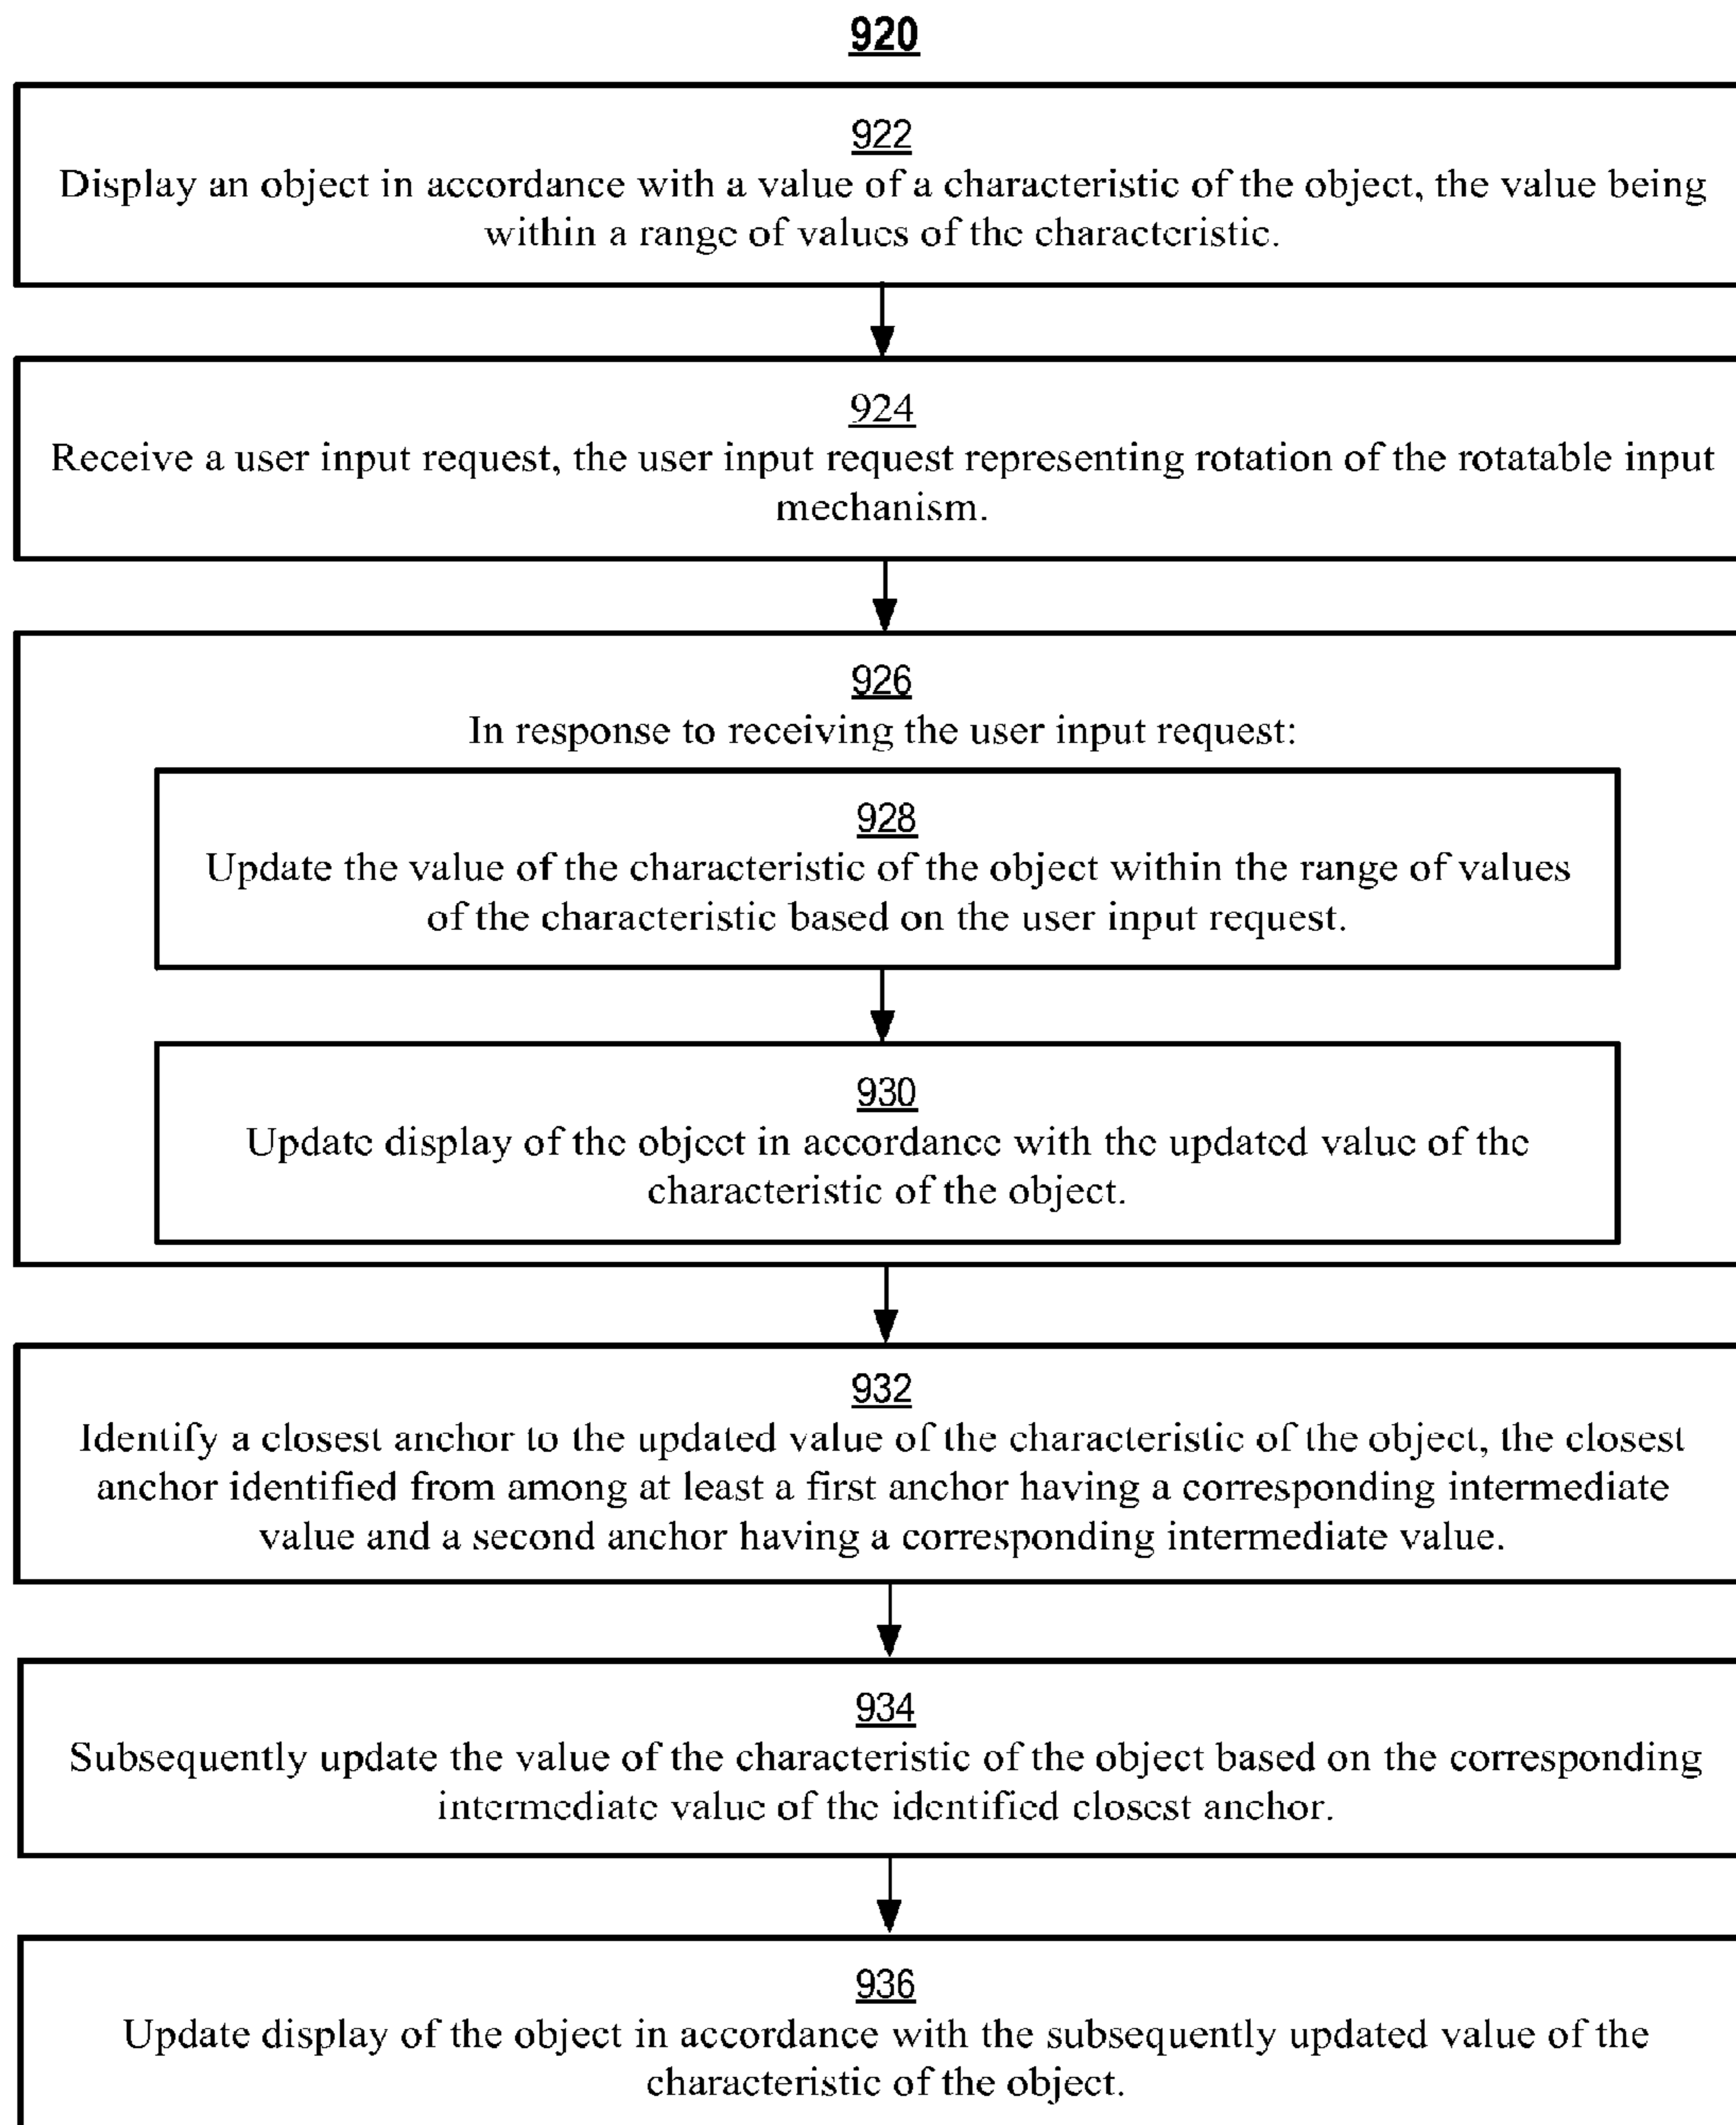 920
922
Display an object in accordance with a value of a characteristic of the object, the value being
within a range of values of the characteristic.
924
Receive a user input request, the user input request representing rotation of the rotatable input
mechanism.
926
In response to receiving the user input request:
928
Update the value of the characteristic of the object within the range of values
of the characteristic based on the user input request.
930
Update display of the object in accordance with the updated value of the
characteristic of the object.
932
Identify a closest anchor to the updated value of the characteristic of the object, the closest
anchor identified from among at least a first anchor having a corresponding intermediate
value and a second anchor having a corresponding intermediate value.
934
Subsequently update the value of the characteristic of the object based on the corresponding
intermediate value of the identified closest anchor.
936
Update display of the object in accordance with the subsequently updated value of the
characteristic of the object.